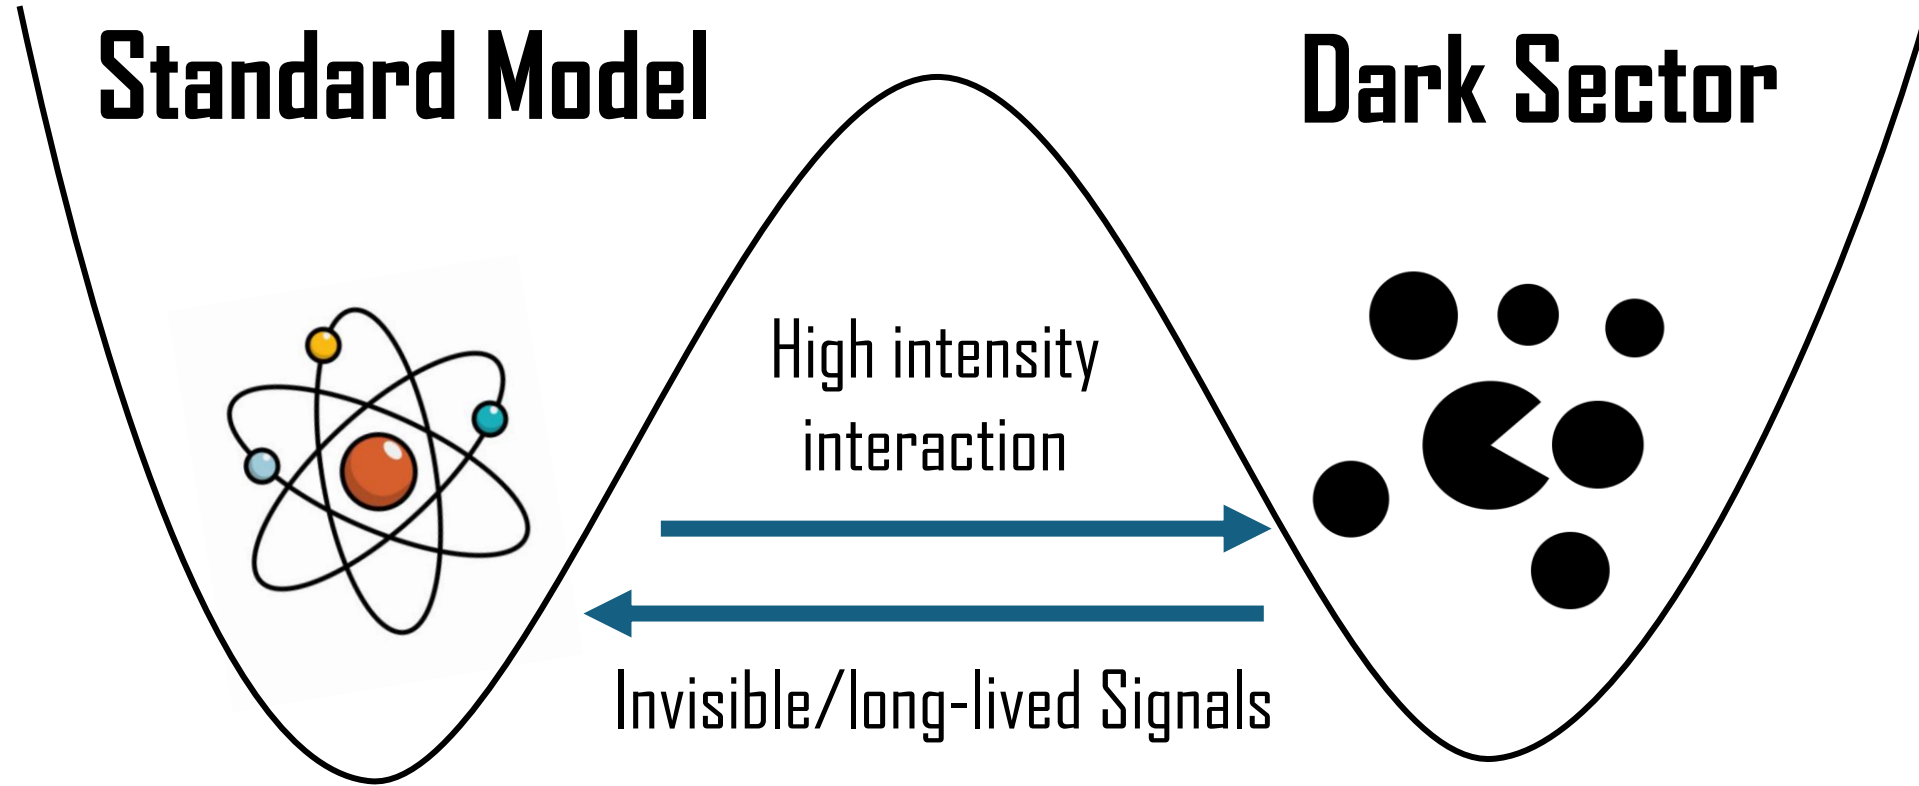 Standard Model
Dark Sector
High intensity
interaction
Invisible/long-lived Signals